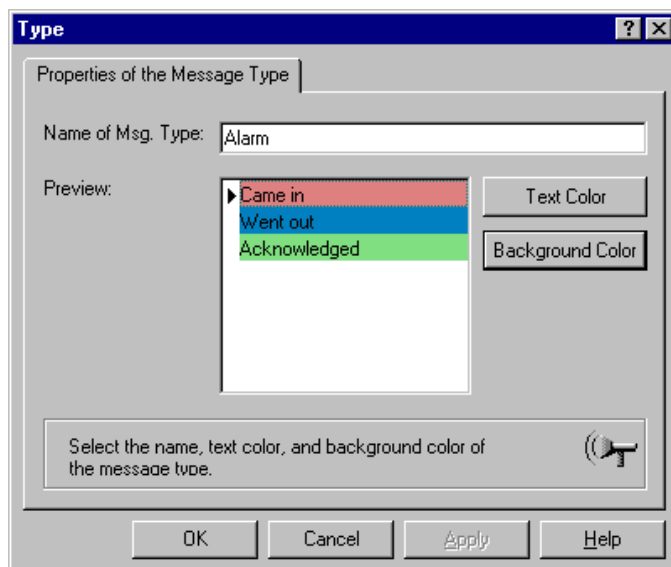 Type
Properties of the Message Type
Name of Msg. Type: Alarm
Preview:
Came in
Went out
Acknowledged
Text Color
Background Color
Select the name, text color, and background color of
the message type.
OK Cancel Apply Help